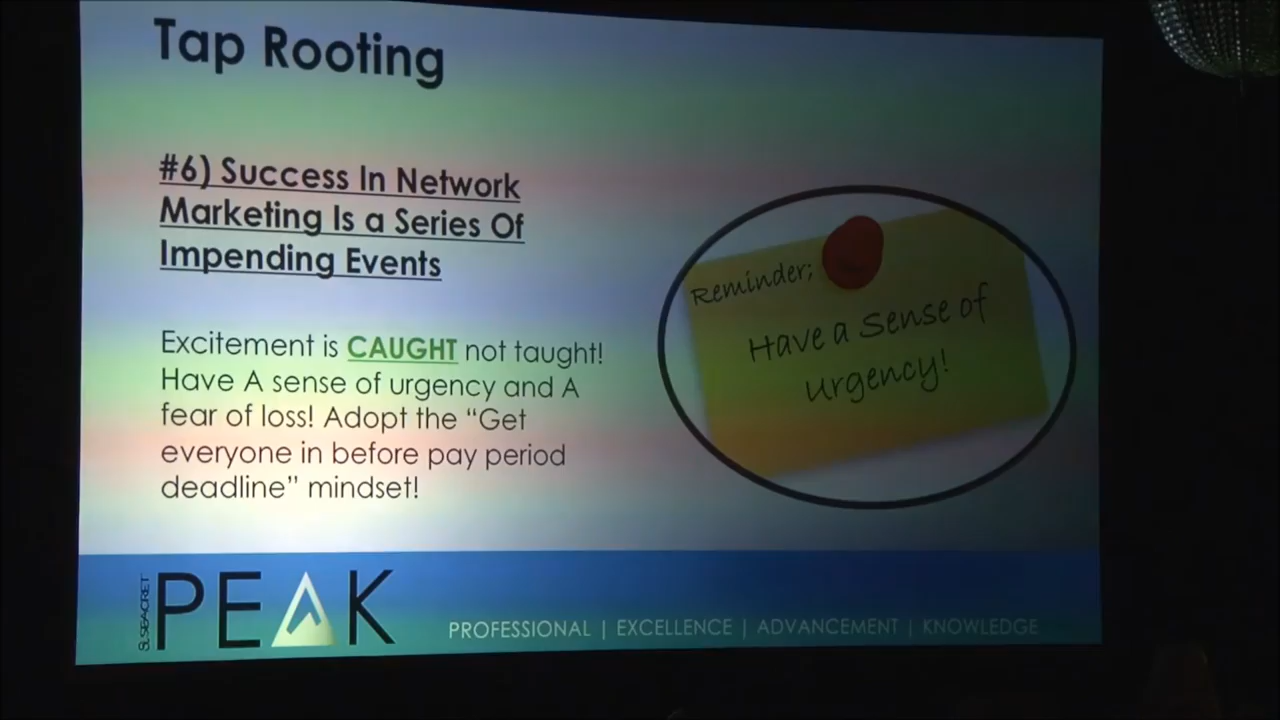 Tap Rooting
#6) Success In Network
Marketing Is a Series Of
Impending Events
Excitement is CAUGHT not taught!
Have A sense of urgency and A
fear of loss! Adopt the “Get
everyone in before pay period
deadline” mindset!
Reminder;
Have a Sense of
Urgency!
SEACRET
PEAK
PROFESSIONAL | EXCELLENCE | ADVANCEMENT | KNOWLEDGE